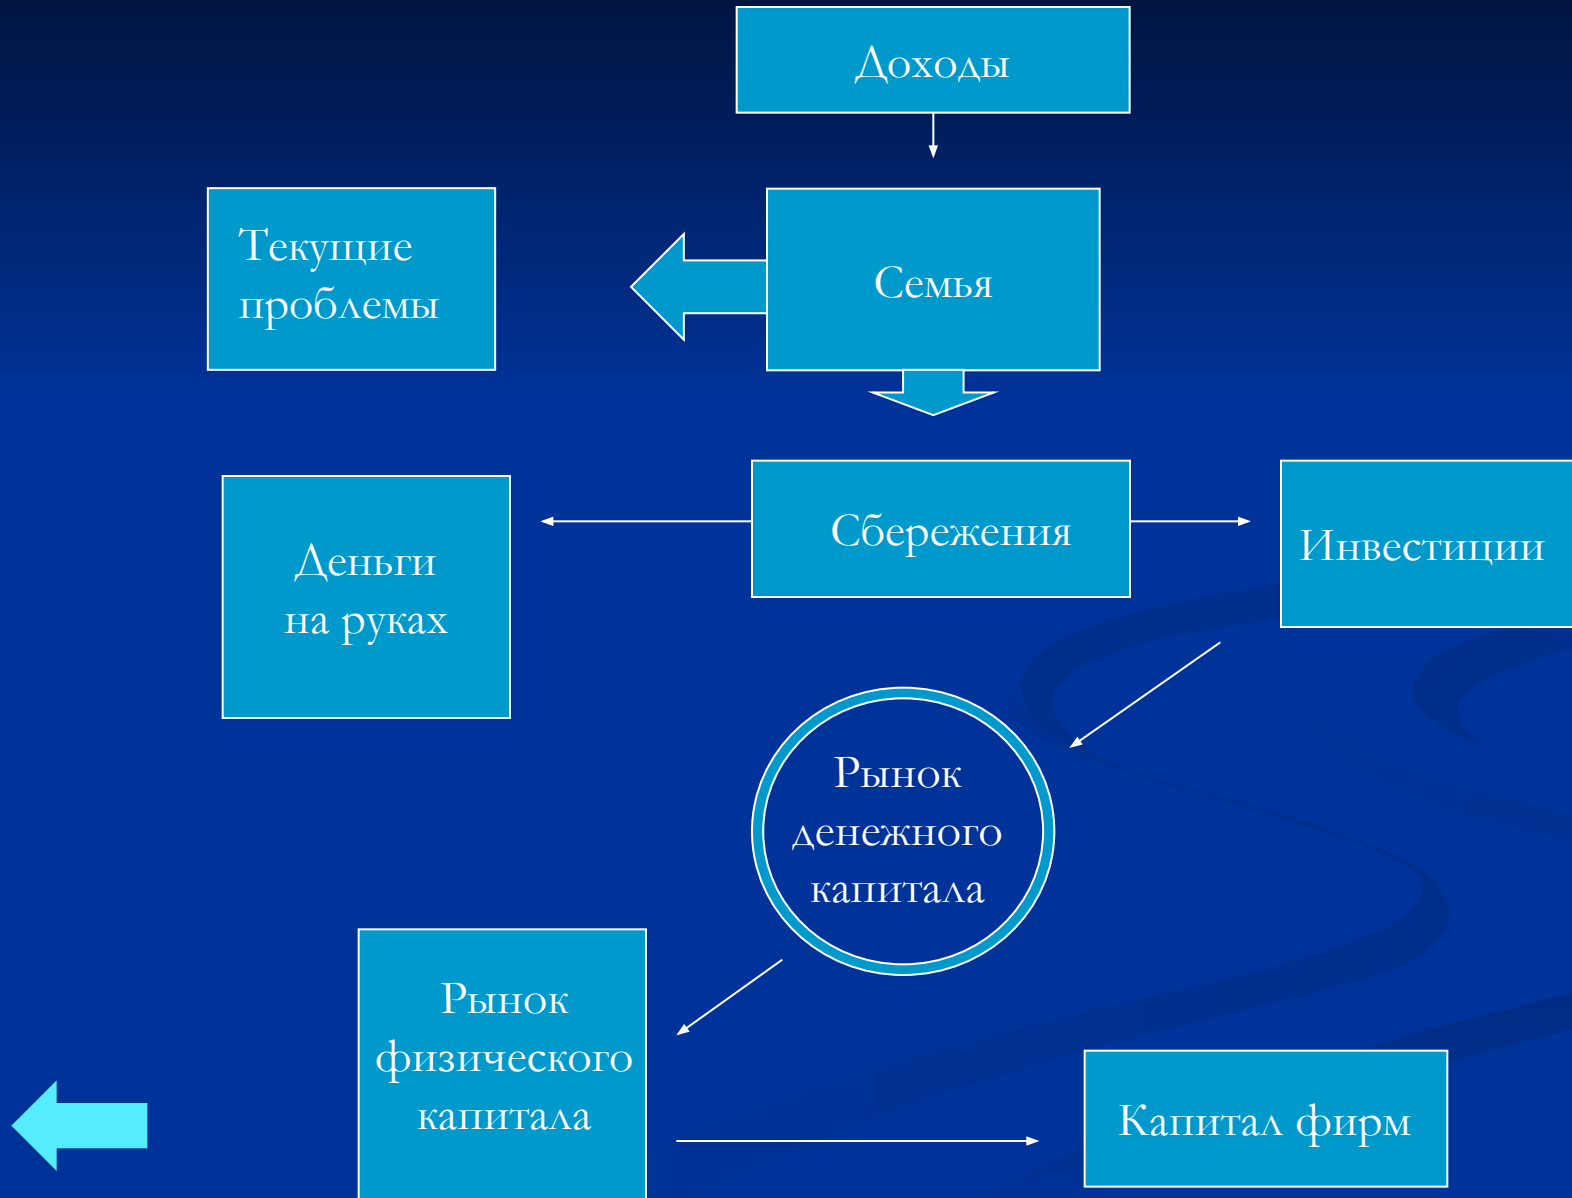 Доходы
Текущие
проблемы
Семья
Сбережения
Инвестиции
Деньги
на руках
Рынок
денежного
капитала
Рынок
физического
капитала
Капитал фирм